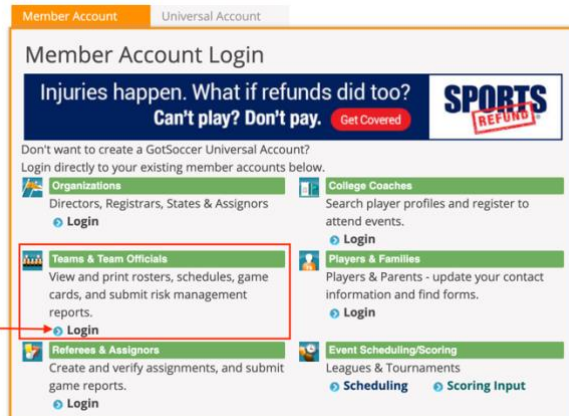 Member Account
Universal Account
Member Account Login
Injuries happen. What if refunds did too?
Can't play? Don't pay.
Get Covered
SPORTS
REFUND
Don't want to create a GotSoccer Universal Account?
Login directly to your existing member accounts below.
Organizations
Directors, Registrars, States & Assignors
Login
College Coaches
Search player profiles and register to
attend events.
Login
Teams & Team Officials
View and print rosters, schedules, game
cards, and submit risk management
reports.
Login
Players & Families
Players & Parents - update your contact
information and find forms.
Login
Referees & Assignors
Create and verify assignments, and submit
game reports.
Login
Event Scheduling/Scoring
Leagues & Tournaments
Scheduling
Scoring Input